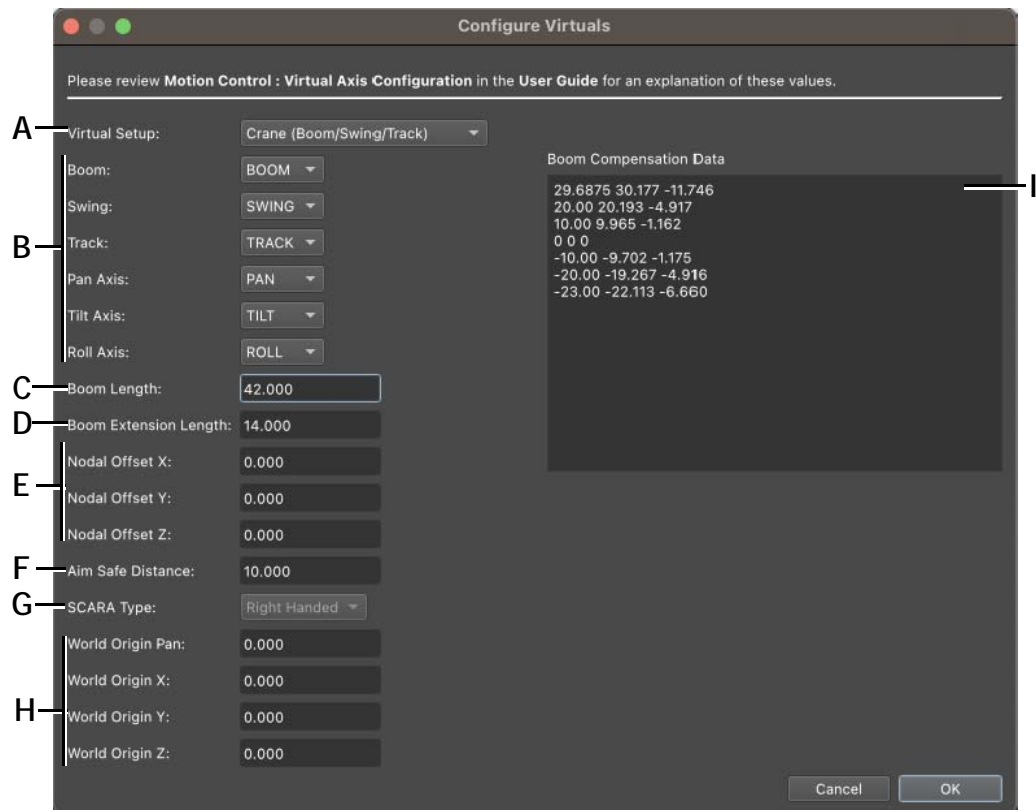 Configure Virtuals
Please review Motion Control : Virtual Axis Configuration in the User Guide for an explanation of these values.
A
Virtual Setup: Crane (Boom/Swing/Track)
B
Boom: BOOM
Swing: SWING
Track: TRACK
Pan Axis: PAN
Tilt Axis: TILT
Roll Axis: ROLL
C
Boom Length: 42.000
D
Boom Extension Length: 14.000
E
Nodal Offset X: 0.000
Nodal Offset Y: 0.000
Nodal Offset Z: 0.000
F
Aim Safe Distance: 10.000
G
SCARA Type: Right Handed
H
World Origin Pan: 0.000
World Origin X: 0.000
World Origin Y: 0.000
World Origin Z: 0.000
Boom Compensation Data
I
29.6875 30.177 -11.746
20.00 20.193 -4.917
10.00 9.965 -1.162
0 0 0
-10.00 -9.702 -1.175
-20.00 -19.267 -4.916
-23.00 -22.113 -6.660
Cancel
OK